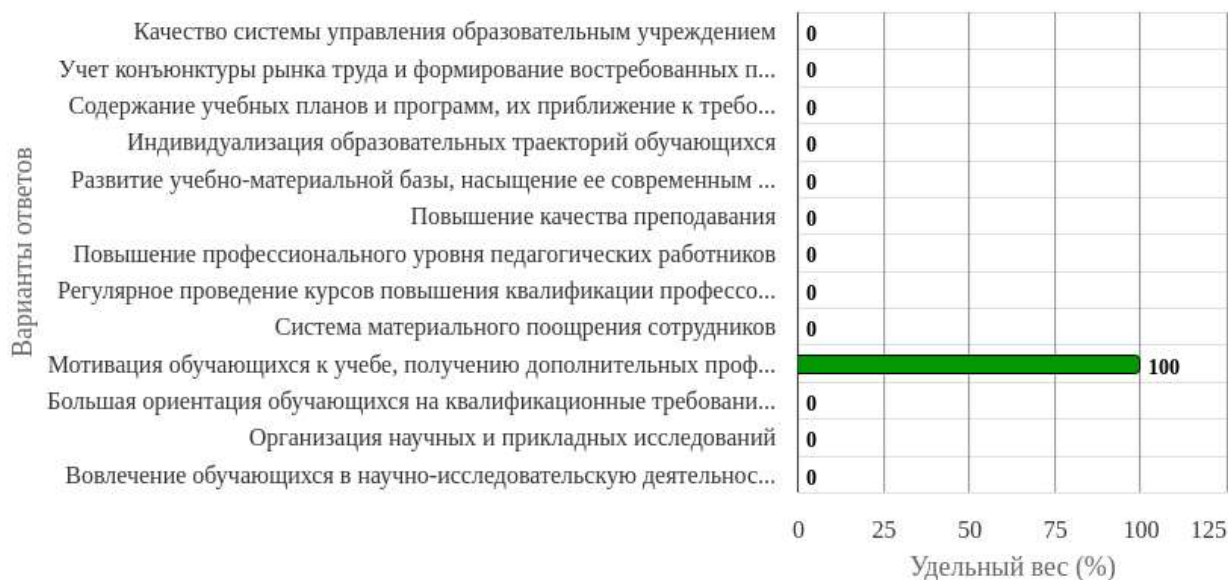 Качество системы управления образовательным учреждением 0
Учет конъюнктуры рынка труда и формирование востребованных п... 0
Содержание учебных планов и программ, их приближение к требо... 0
Индивидуализация образовательных траекторий обучающихся 0
Развитие учебно-материальной базы, насыщение ее современным ... 0
Повышение качества преподавания 0
Повышение профессионального уровня педагогических работников 0
Регулярное проведение курсов повышения квалификации профессо... 0
Система материального поощрения сотрудников 0
Мотивация обучающихся к учебе, получению дополнительных проф... 100
Большая ориентация обучающихся на квалификационные требовани... 0
Организация научных и прикладных исследований 0
Вовлечение обучающихся в научно-исследовательскую деятельнос... 0
Варианты ответов
0 25 50 75 100 125
Удельный вес (%)